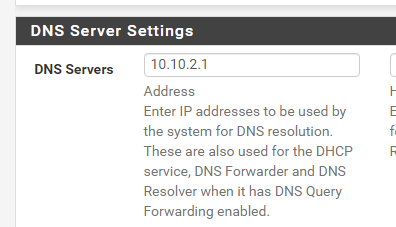 DNS Server Settings
DNS Servers
10.10.2.1
Address
Enter IP addresses to be used by
the system for DNS resolution.
These are also used for the DHCP
service, DNS Forwarder and DNS
Resolver when it has DNS Query
Forwarding enabled.